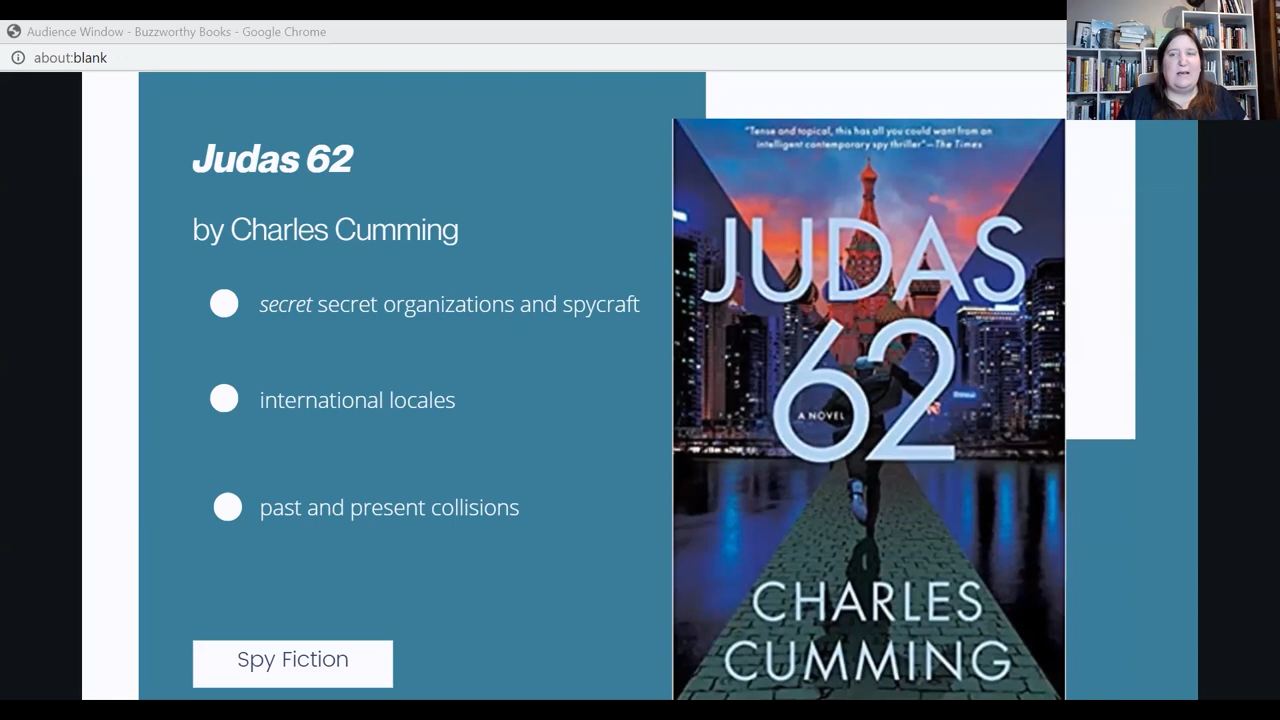 Audience Window - Buzzworthy Books - Google Chrome
about:blank
Judas 62
by Charles Cumming
secret secret organizations and spycraft
international locales
past and present collisions
Spy Fiction
"Tense and topical, this has all you could want from an
intelligent contemporary spy thriller"—The Times
JUDAS
62
A NOVEL
CHARLES
CUMMING